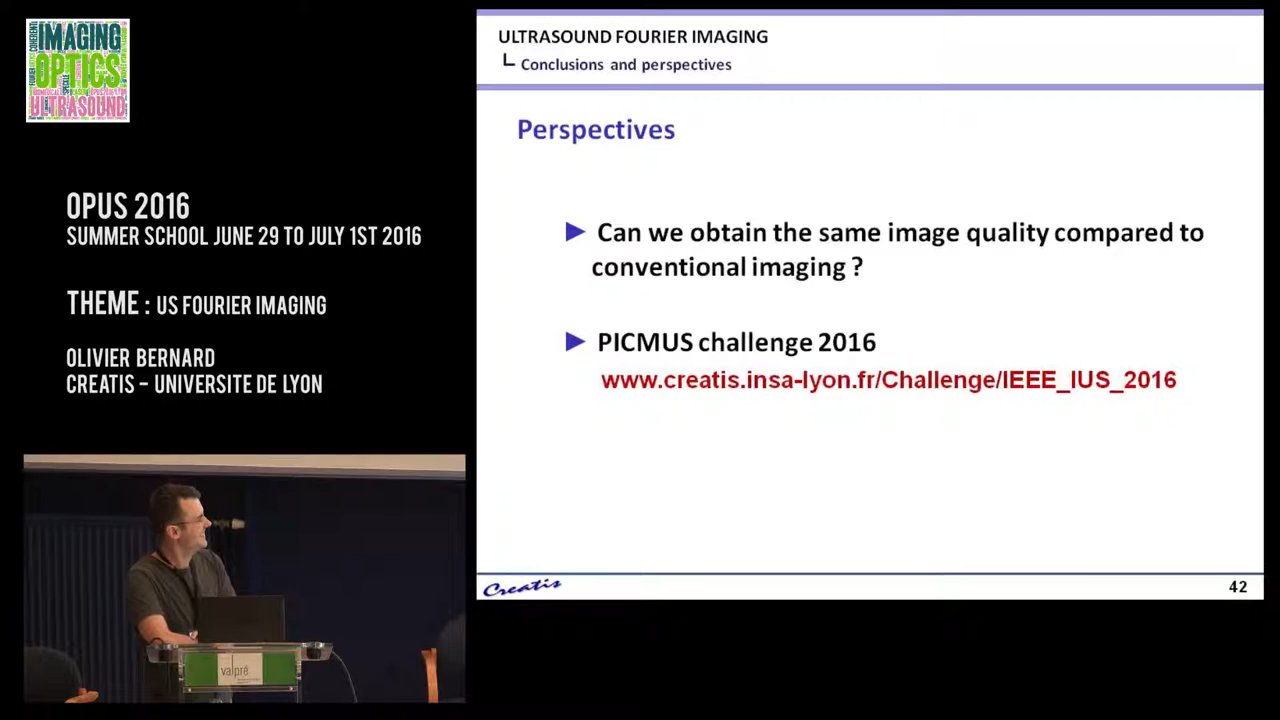 IMAGING
OPTICS
ULTRASOUND
OPUS 2016
SUMMER SCHOOL JUNE 29 TO JULY 1ST 2016
THEME : US FOURIER IMAGING
OLIVIER BERNARD
CREATIS – UNIVERSITE DE LYON
valpré
ULTRASOUND FOURIER IMAGING
Conclusions and perspectives
Perspectives
Can we obtain the same image quality compared to
conventional imaging ?
PICMUS challenge 2016
www.creatis.insa-lyon.fr/Challenge/IEEE_IUS_2016
Creatis
42